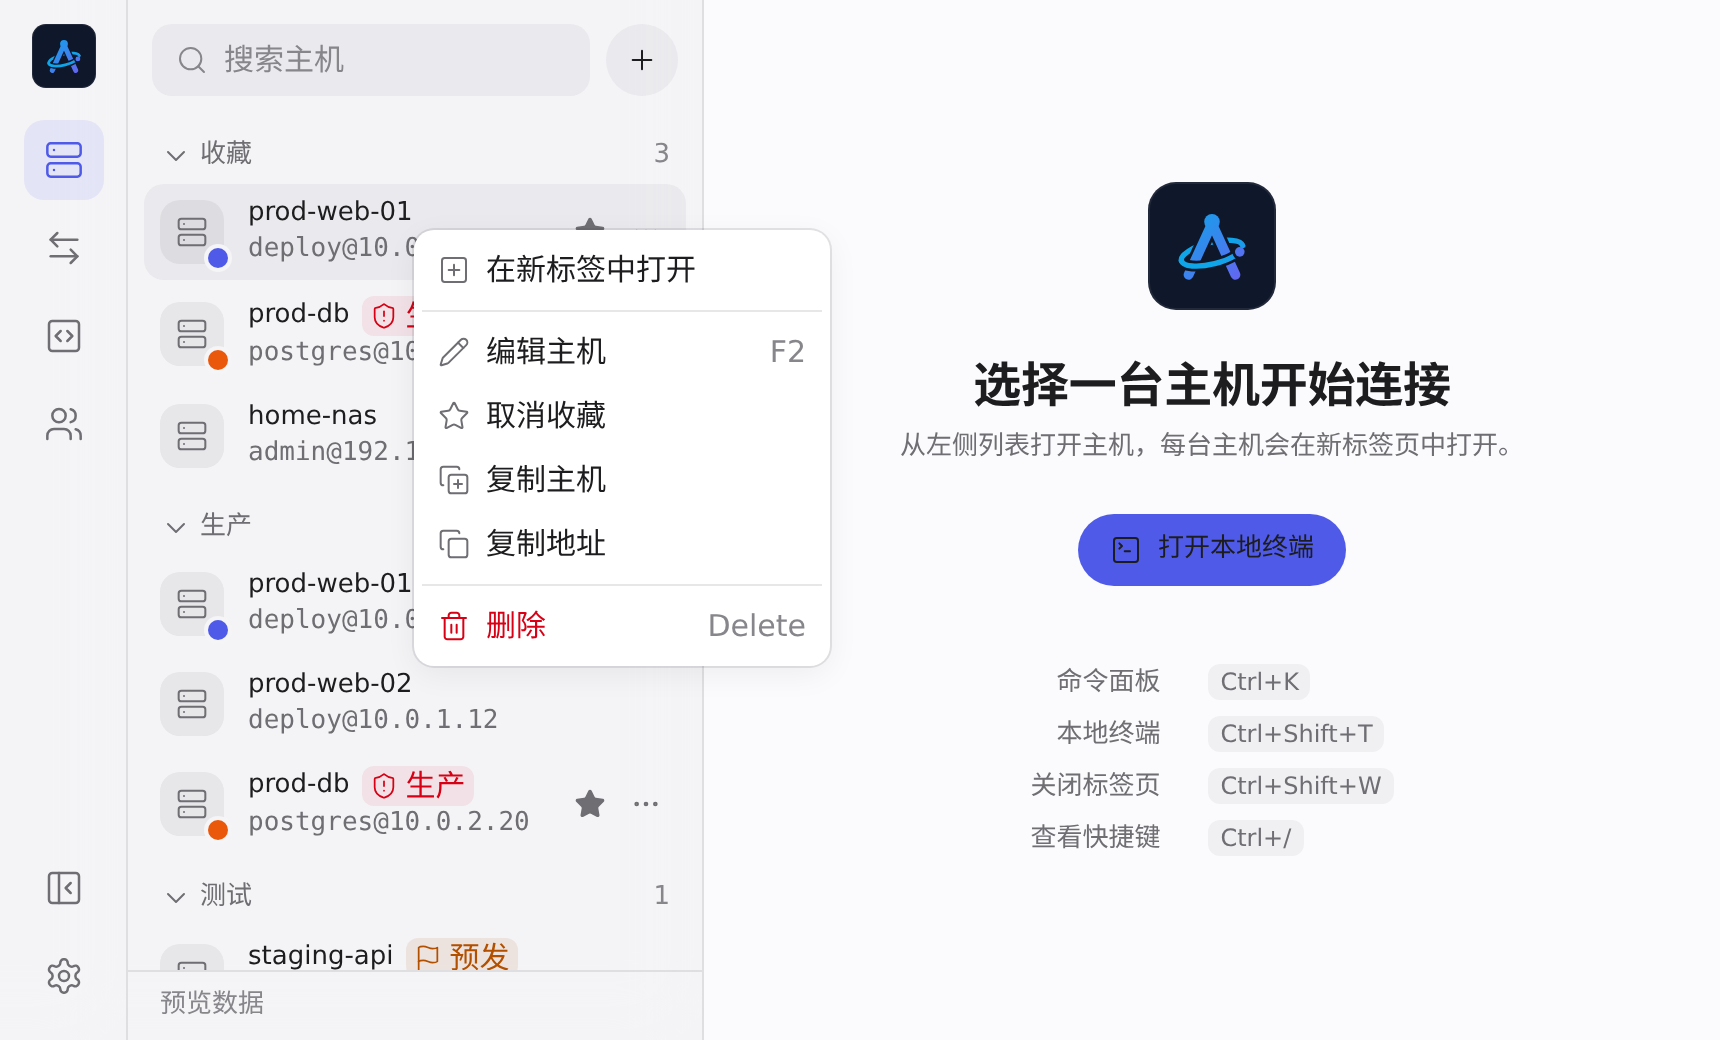 搜索主机
收藏 3
prod-web-01
deploy@10.0
prod-db
postgres@10
home-nas
admin@192.1
生产
prod-web-01
deploy@10.0
prod-web-02
deploy@10.0.1.12
prod-db 生产
postgres@10.0.2.20
测试 1
staging-api 预发
预览数据
在新标签中打开
编辑主机 F2
取消收藏
复制主机
复制地址
删除 Delete
选择一台主机开始连接
从左侧列表打开主机，每台主机会在新标签页中打开。
打开本地终端
命令面板 Ctrl+K
本地终端 Ctrl+Shift+T
关闭标签页 Ctrl+Shift+W
查看快捷键 Ctrl+/